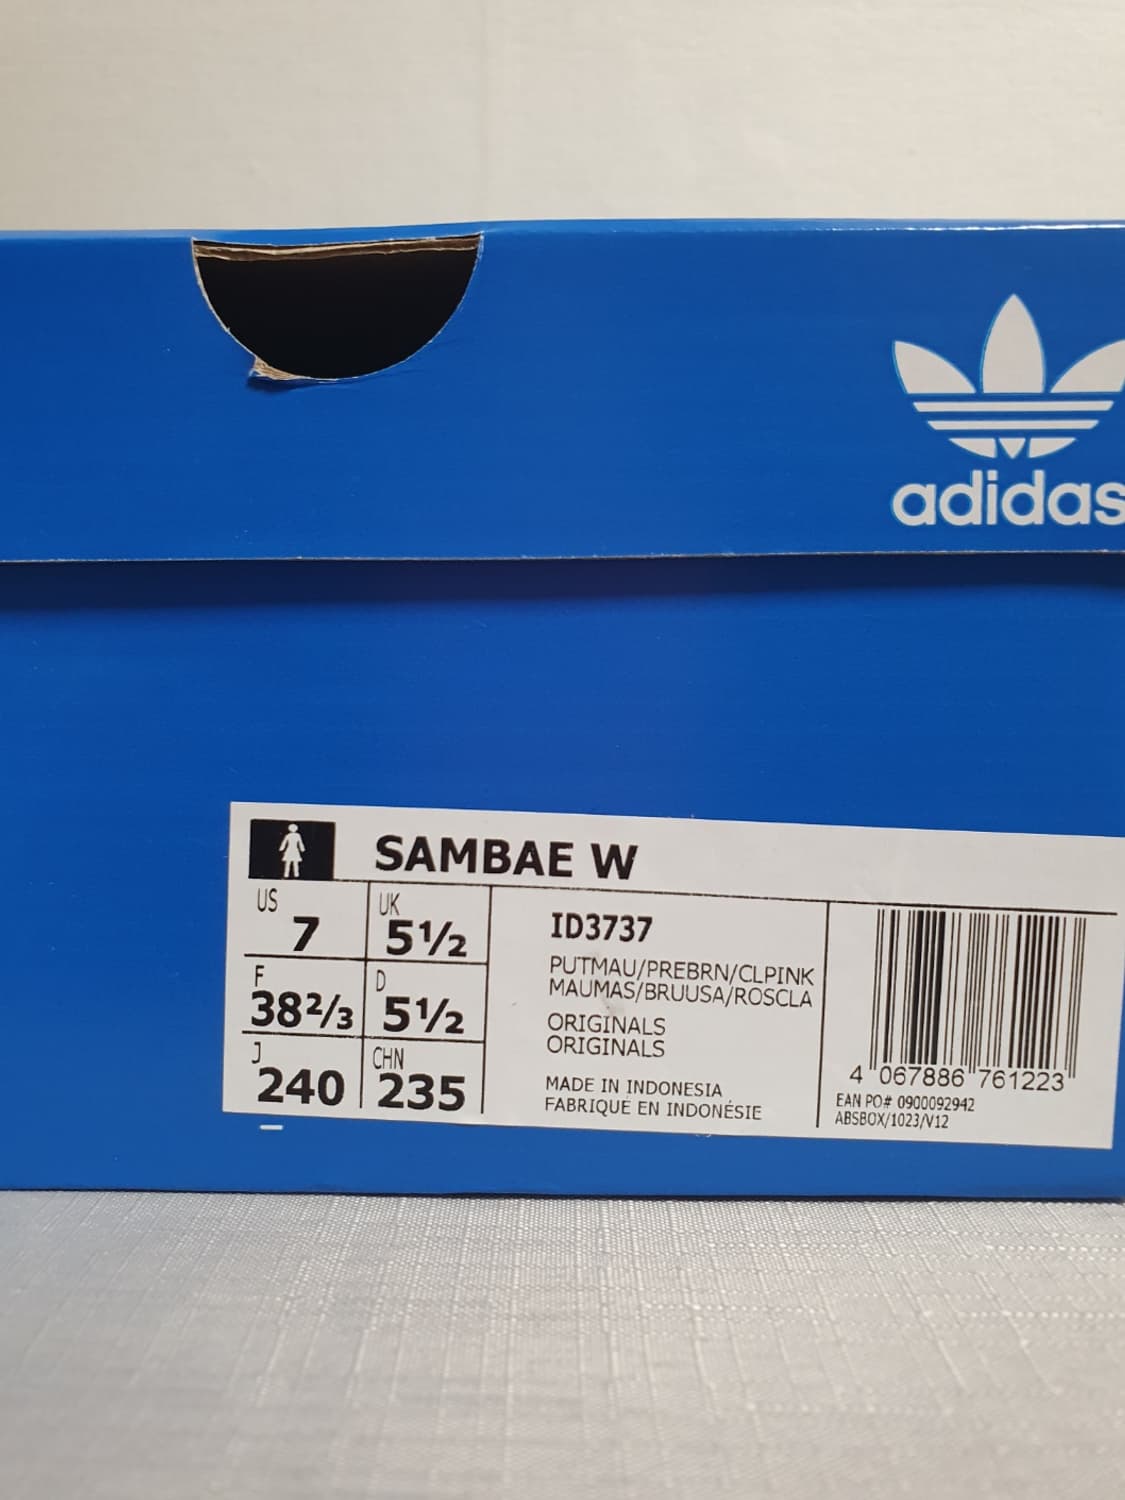 adidas
SAMBAE W
US 7 UK 5½
F 38⅔ D 5½
J 240 CHN 235
ID3737
PUTMAU/PREBRN/CLPINK
MAUMAS/BRUUSA/ROSCLA
ORIGINALS
ORIGINALS
MADE IN INDONESIA
FABRIQUÉ EN INDONÉSIE
4 067886 761223
EAN PO# 0900092942
ABSBOX/1023/V12